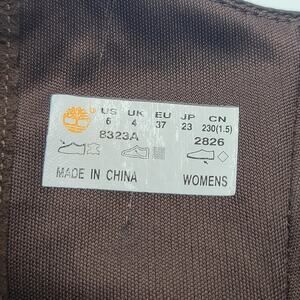 US UK EU JP CN
6 4 37 23 230(1.5)
8323A 2826
MADE IN CHINA WOMENS